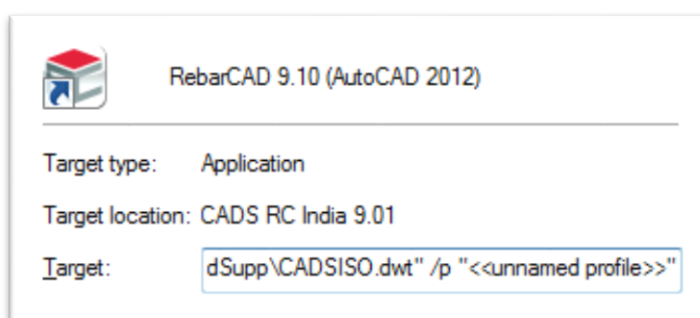 RebarCAD 9.10 (AutoCAD 2012)
Target type: Application
Target location: CADS RC India 9.01
Target: dSupp\CADSISO.dwt" /p "<<unnamed profile>>"